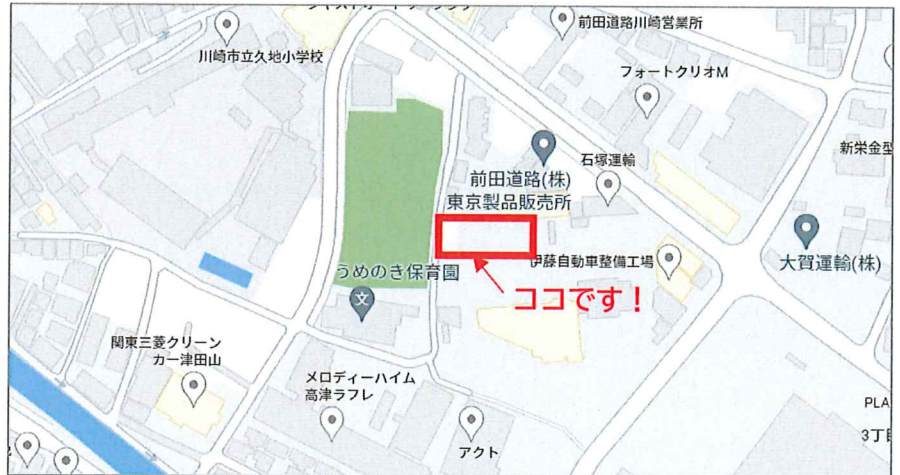 前田道路川崎営業所
川崎市立久地小学校
フォートクリオM
新栄金型
石塚運輸
前田道路(株)
東京製品販売所
伊藤自動車整備工場
大賀運輸(株)
うめのき保育園
文
ココです！
関東三菱クリーン
カー津田山
メロディーハイム
高津ラフレ
アクト
PLA
3丁目